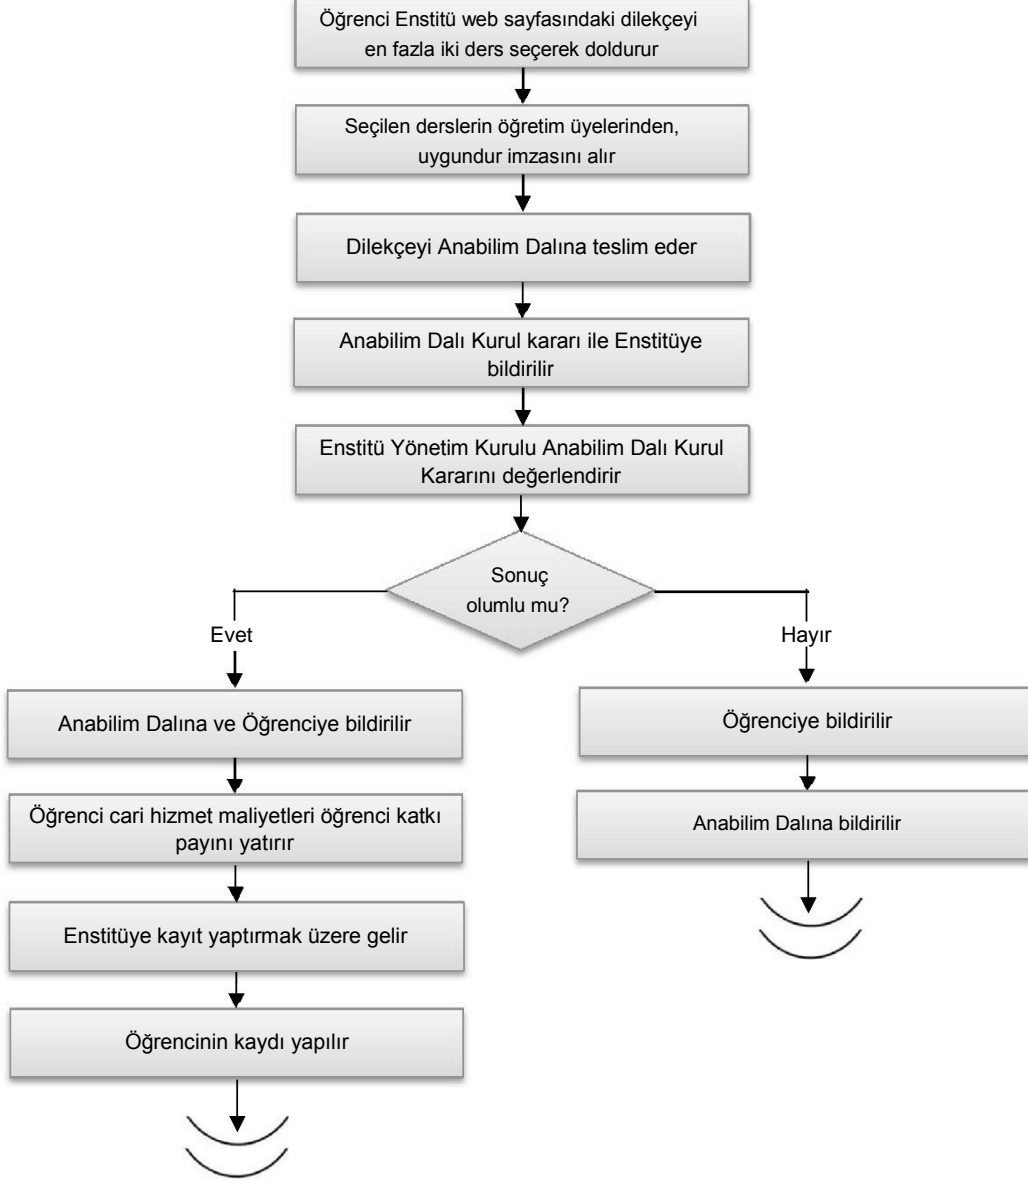 Öğrenci Enstitü web sayfasındaki dilekçeyi
en fazla iki ders seçerek doldurur
Seçilen derslerin öğretim üyelerinden,
uygundur imzasını alır
Dilekçeyi Anabilim Dalına teslim eder
Anabilim Dalı Kurul kararı ile Enstitüye
bildirilir
Enstitü Yönetim Kurulu Anabilim Dalı Kurul
Kararını değerlendirir
Sonuç
olumlu mu?
Evet
Hayır
Anabilim Dalına ve Öğrenciye bildirilir
Öğrenci cari hizmet maliyetleri öğrenci katkı
payını yatırır
Enstitüye kayıt yaptırmak üzere gelir
Öğrencinin kaydı yapılır
Öğrenciye bildirilir
Anabilim Dalına bildirilir